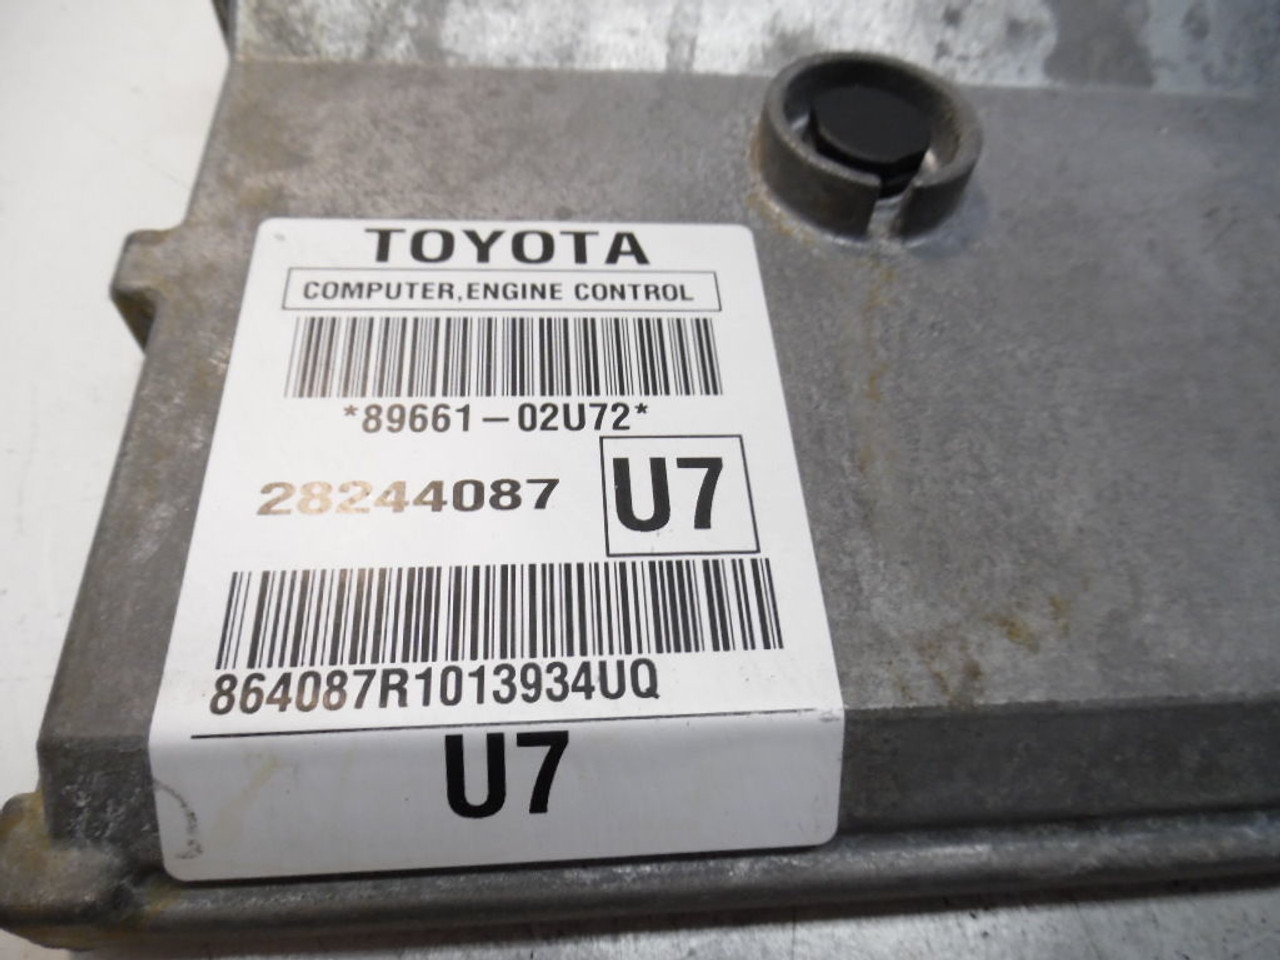 TOYOTA
COMPUTER,ENGINE CONTROL
*89661-02U72*
28244087 U7
864087R1013934UQ
U7